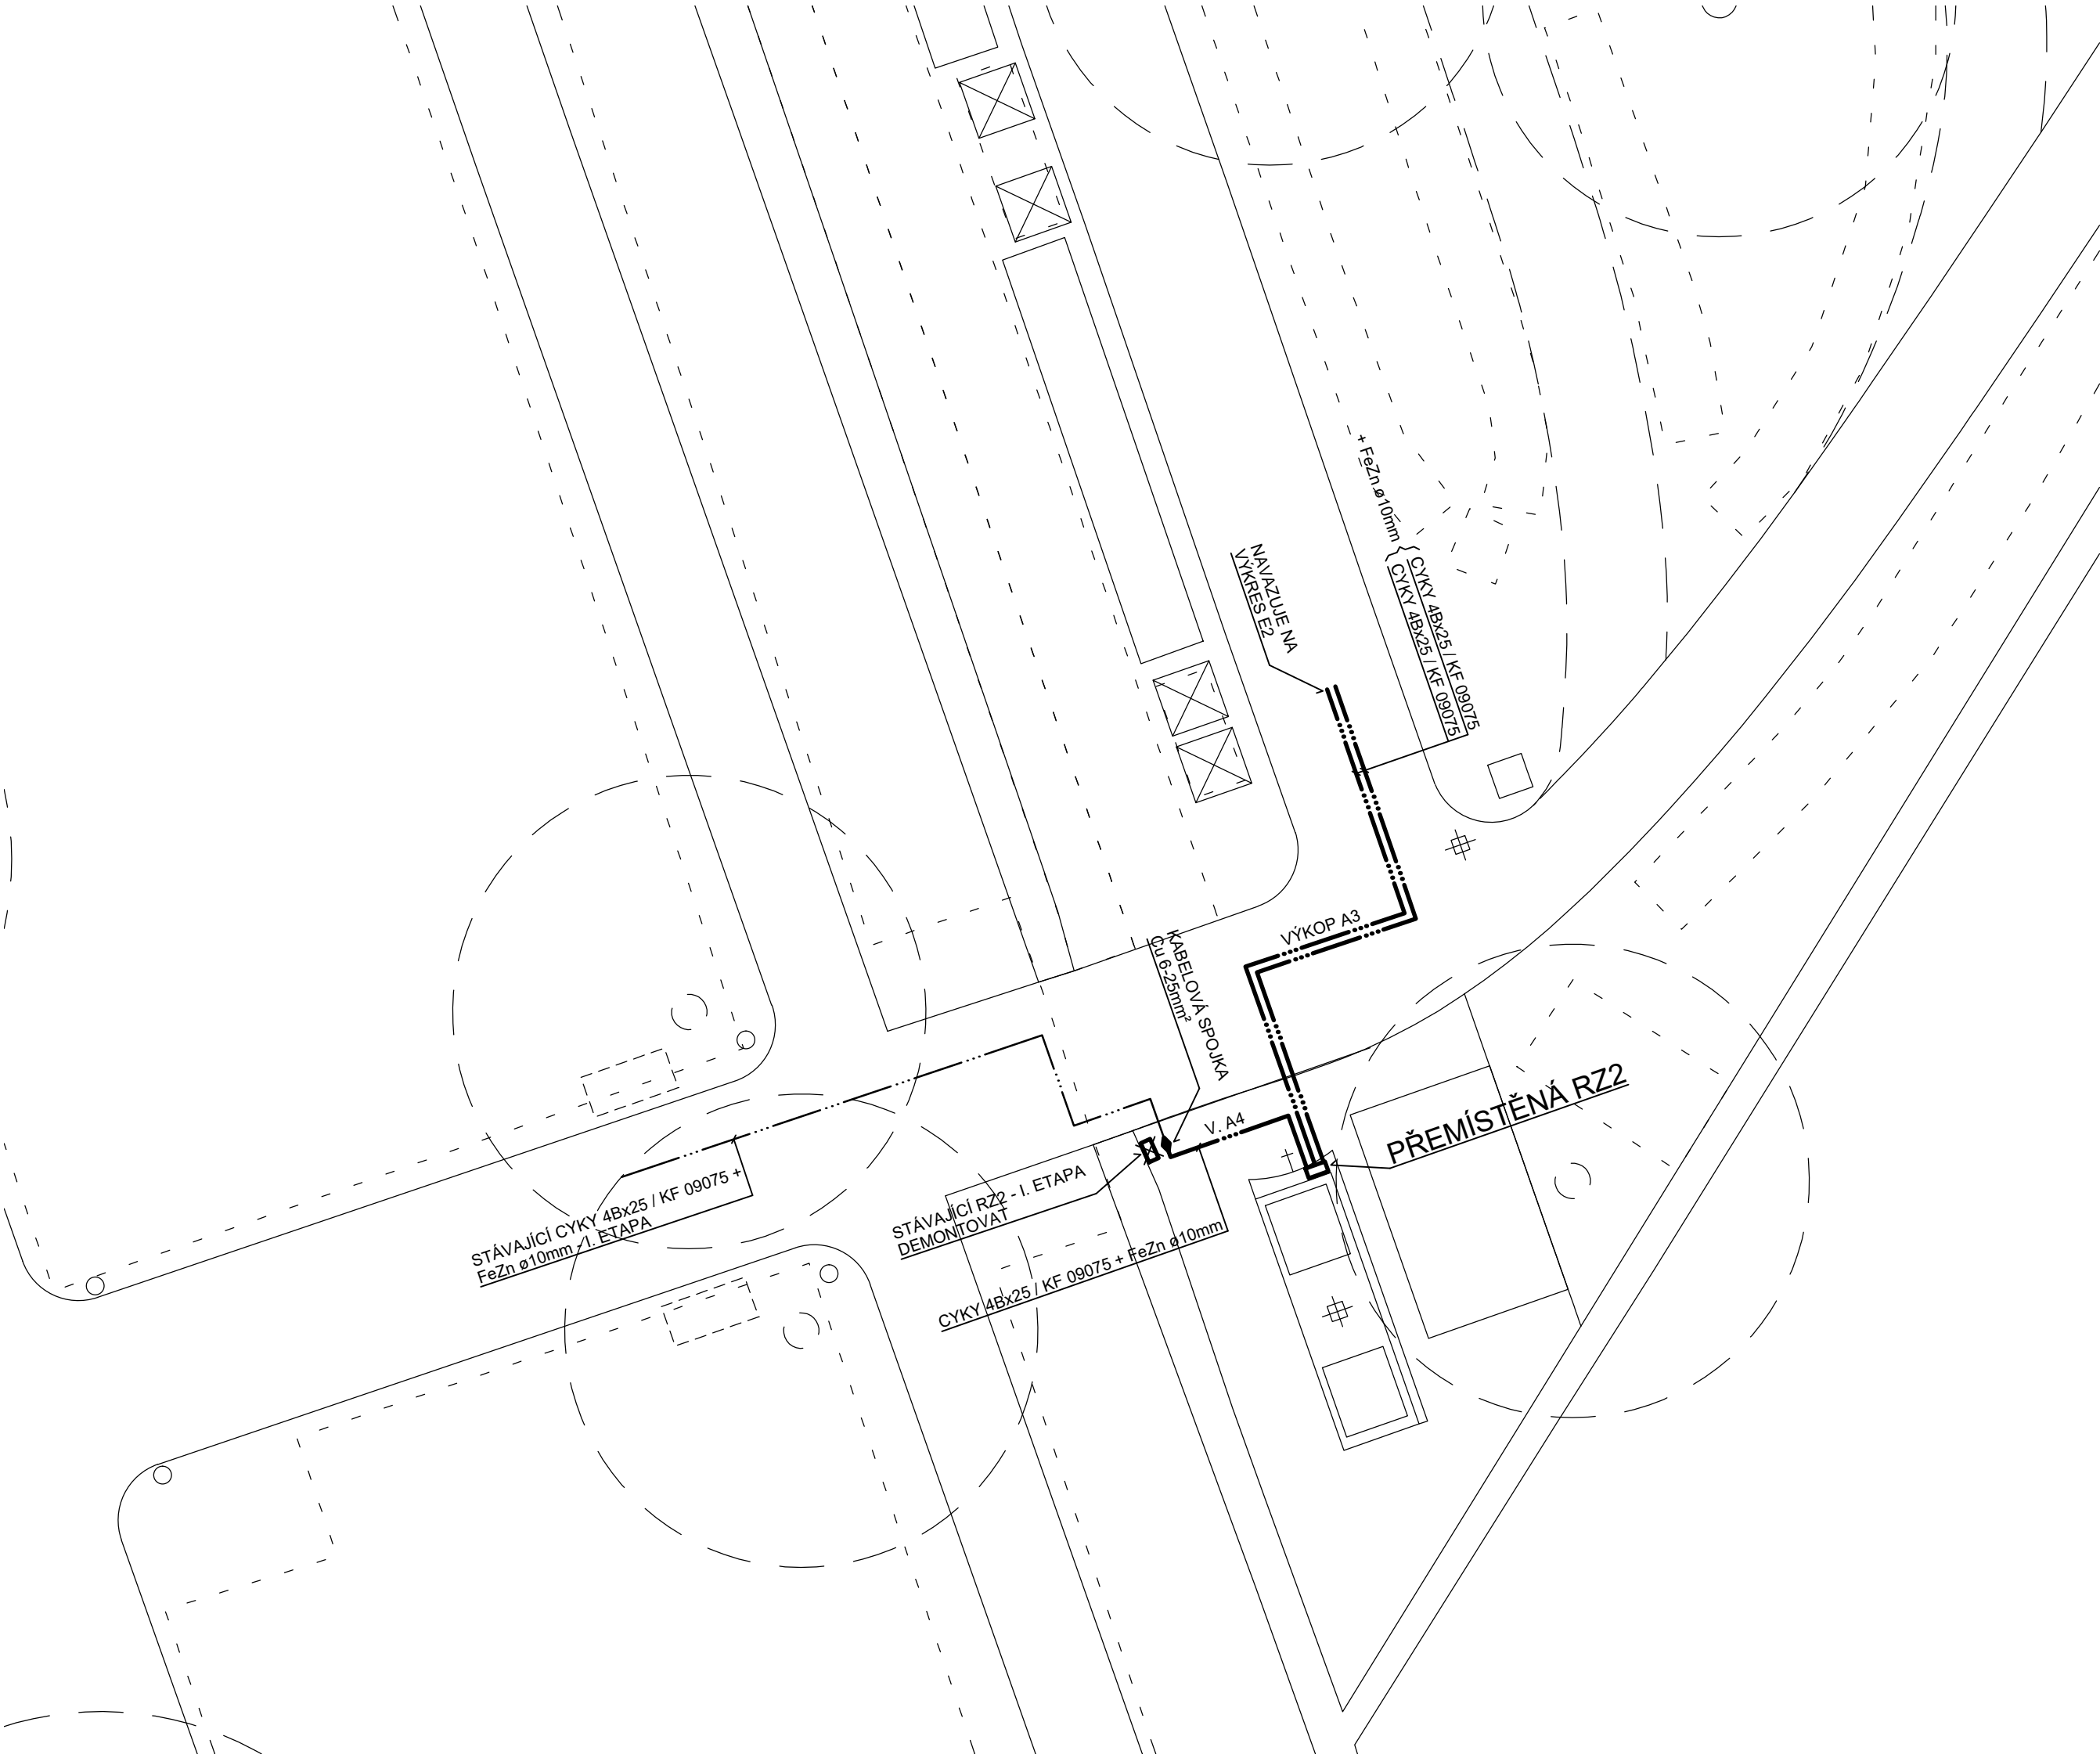 + FeZn ø10mm
CYKY 4Bx25 / KF 09075
CYKY 4Bx25 / KF 09075
NAVAZUJE NA
VÝKRES E2
VÝKOP A3
KABELOVÁ SPOJKA
Cu 6-25mm²
V. A4
PŘEMÍSTĚNÁ RZ2
STÁVAJÍCÍ CYKY 4Bx25 / KF 09075 +
FeZn ø10mm - I. ETAPA
STÁVAJÍCÍ RZ2 - I. ETAPA
DEMONTOVAT
CYKY 4Bx25 / KF 09075 + FeZn ø10mm